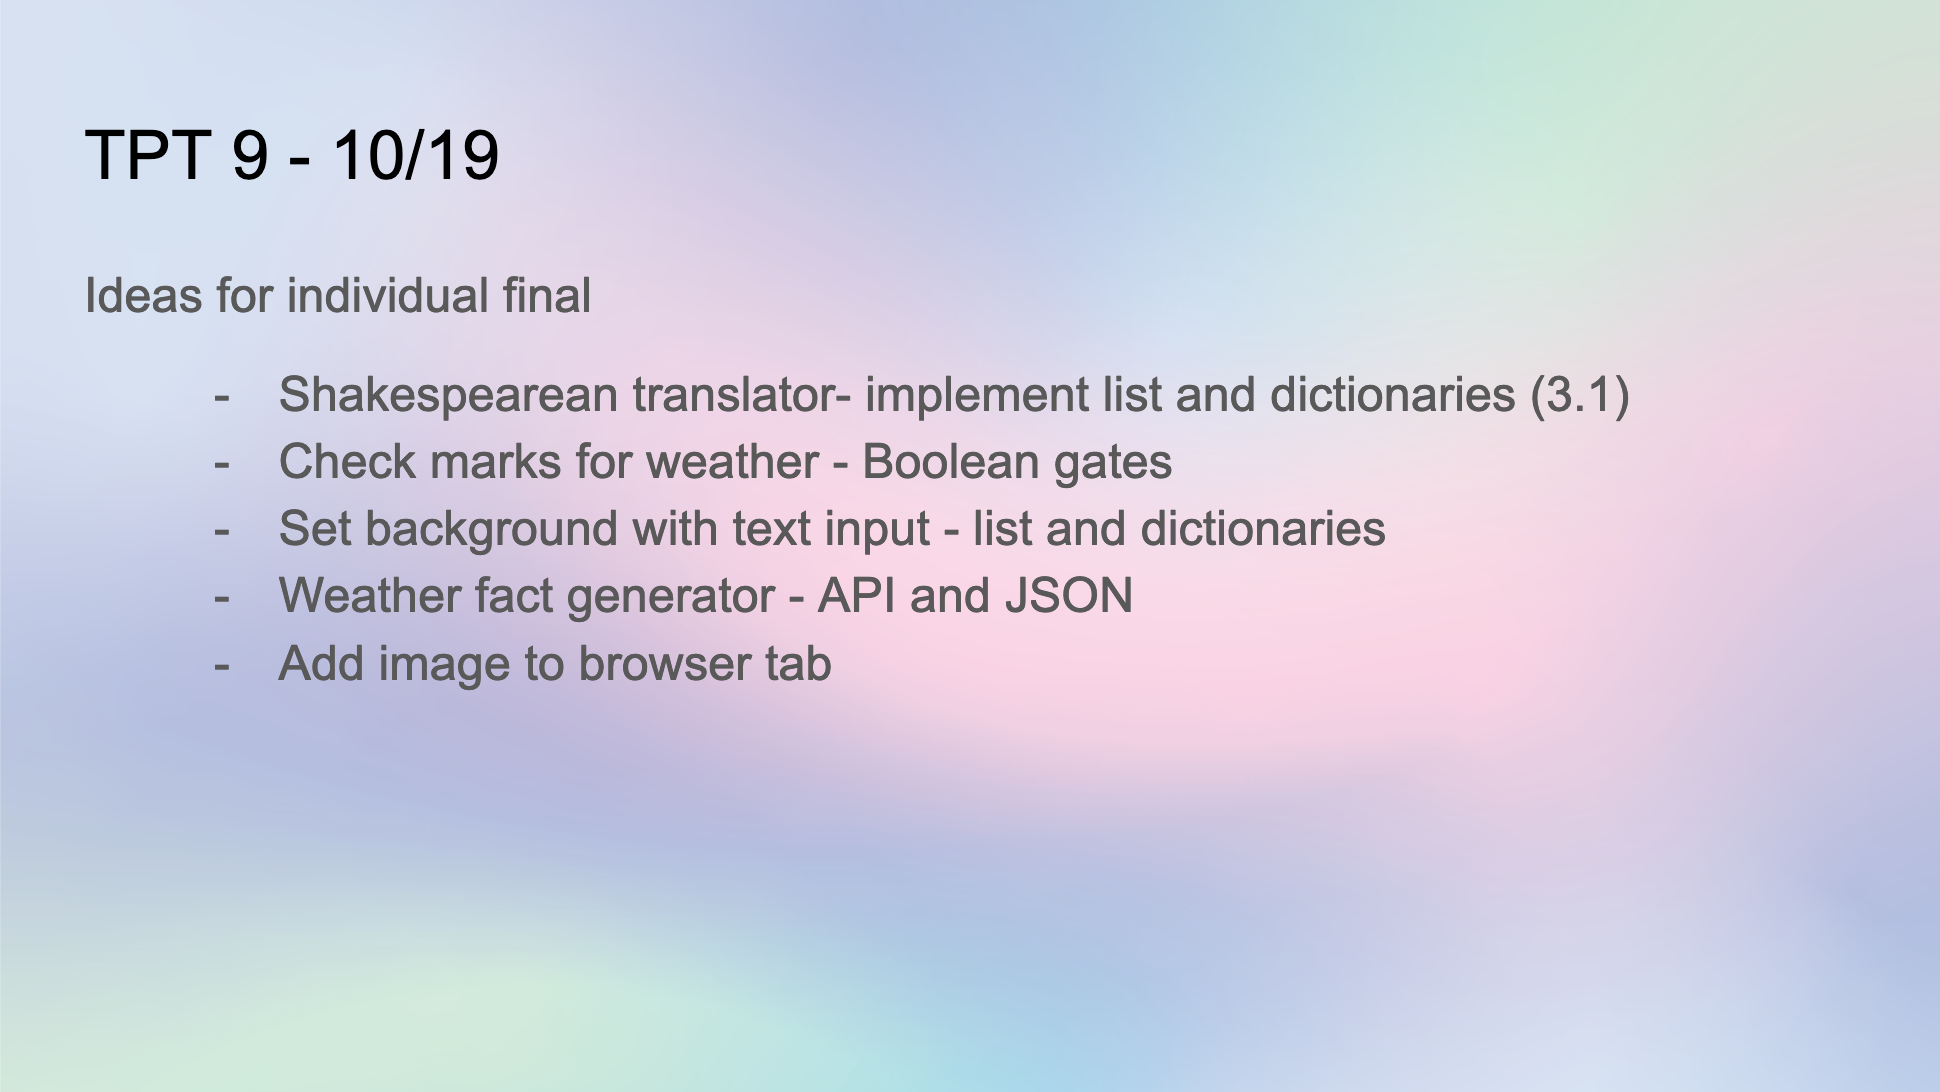 TPT 9 - 10/19
Ideas for individual final
- Shakespearean translator- implement list and dictionaries (3.1)
- Check marks for weather - Boolean gates
- Set background with text input - list and dictionaries
- Weather fact generator - API and JSON
- Add image to browser tab